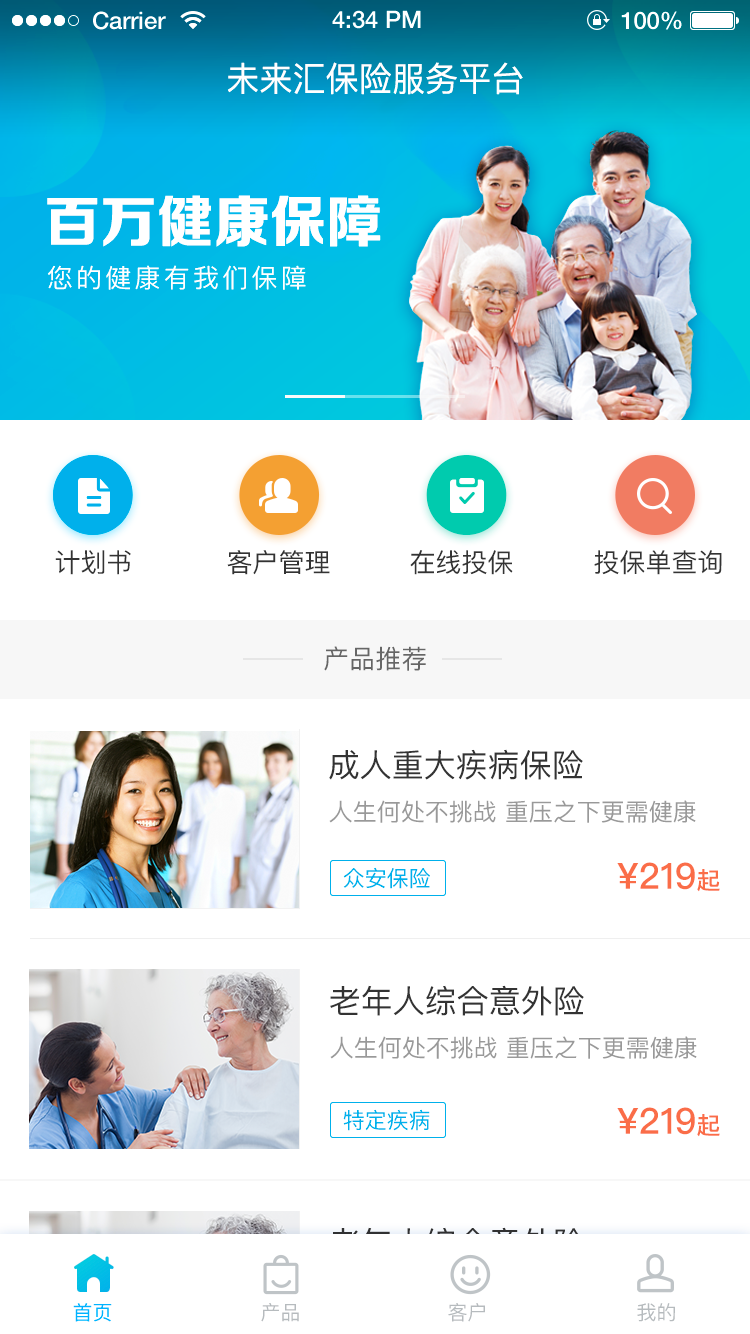 Carrier 4:34 PM 100%
未来汇保险服务平台
百万健康保障
您的健康有我们保障
计划书 客户管理 在线投保 投保单查询
产品推荐
成人重大疾病保险
人生何处不挑战 重压之下更需健康
众安保险 ¥219起
老年人综合意外险
人生何处不挑战 重压之下更需健康
特定疾病 ¥219起
首页 产品 客户 我的